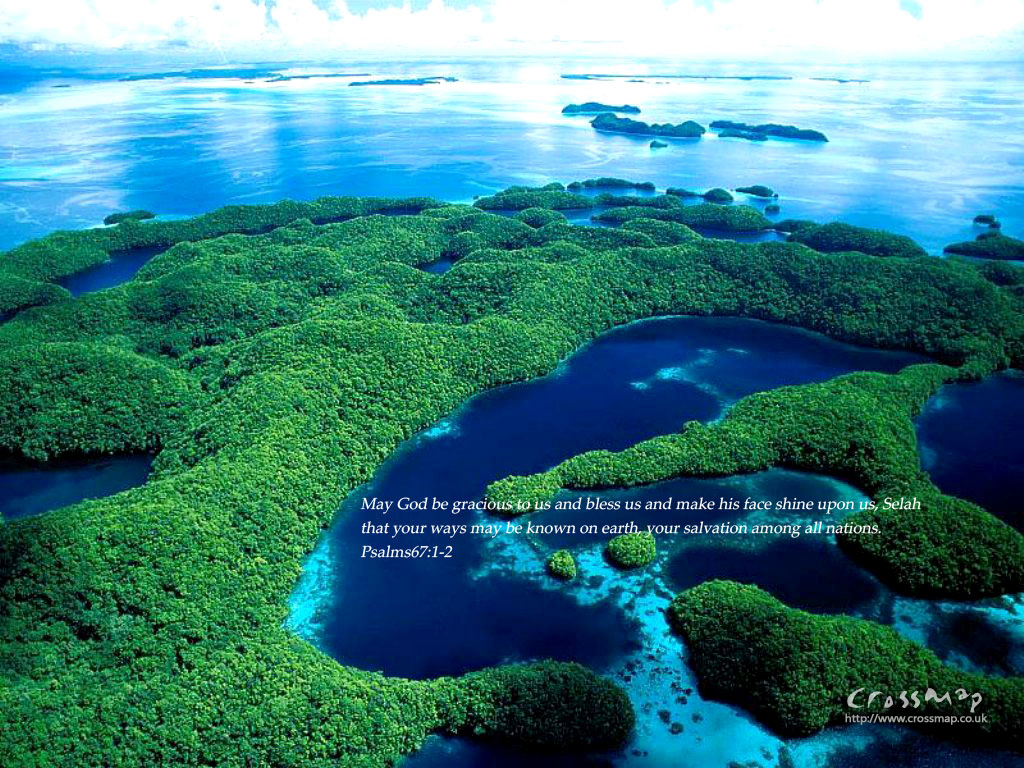 May God be gracious to us and bless us and make his face shine upon us, Selah
that your ways may be known on earth, your salvation among all nations.
Psalms67:1-2
crossmap
http://www.crossmap.co.uk